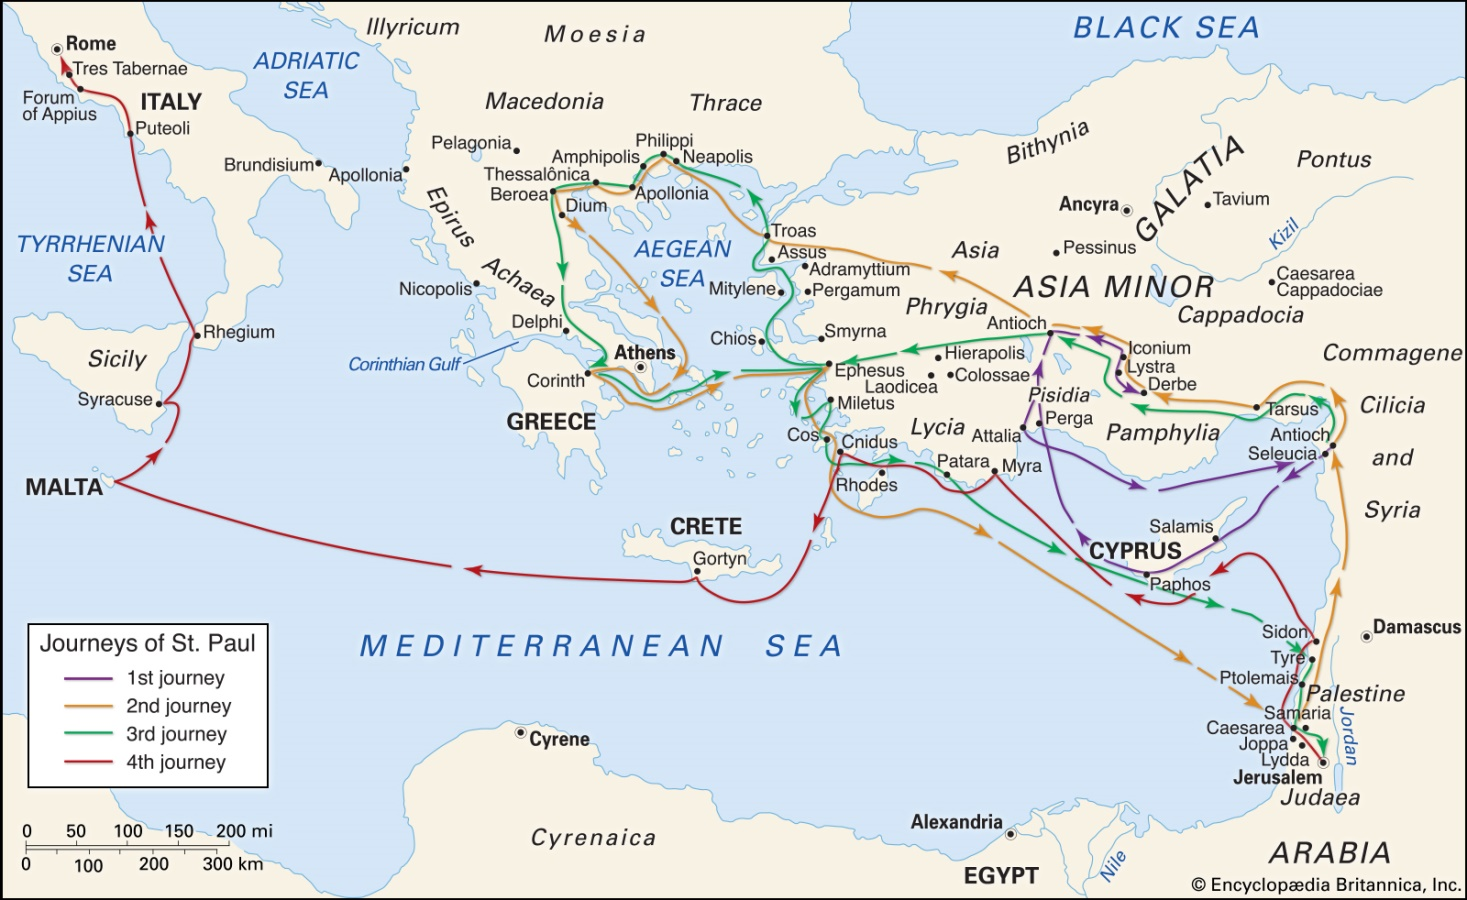 Illyricum
Moesia
BLACK SEA
Rome
Tres Tabernae
Forum
of Appius
ITALY
Puteoli
ADRIATIC
SEA
Macedonia
Thrace
Bithynia
GALATIA
Pontus
Pelagonia
Philippi
Amphipolis
Neapolis
Thessalônica
Beroea
Apollonia
Dium
Brundisium
Apollonia
Epirus
Ancyra
Tavium
Kizil
TYRRHENIAN
SEA
AEGEAN
SEA
Troas
Assus
Adramyttium
Mitylene
Pergamum
Asia
Pessinus
ASIA MINOR
Caesarea
Cappadociae
Cappadocia
Phrygia
Nicopolis
Achaea
Delphi
Corinthian Gulf
Athens
Corinth
GREECE
Chios
Smyrna
Antioch
Iconium
Lystra
Derbe
Commagene
Ephesus
Hierapolis
Laodicea
Colossae
Miletus
Pisidia
Perga
Attalia
Pamphylia
Lycia
Tarsus
Cilicia
and
Syria
Antioch
Seleucia
Rhegium
Sicily
Syracuse
MALTA
Cos
Cnidus
Rhodes
Patara
Myra
CRETE
Gortyn
Salamis
CYPRUS
Paphos
MEDITERRANEAN SEA
Sidon
Tyre
Ptolemais
Damascus
Palestine
Samaria
Caesarea
Joppa
Lydda
Jerusalem
Jordan
Judaea
Journeys of St. Paul
1st journey
2nd journey
3rd journey
4th journey
Cyrene
Cyrenaica
Alexandria
EGYPT
Nile
ARABIA
0 50 100 150 200 mi
0 100 200 300 km
© Encyclopædia Britannica, Inc.